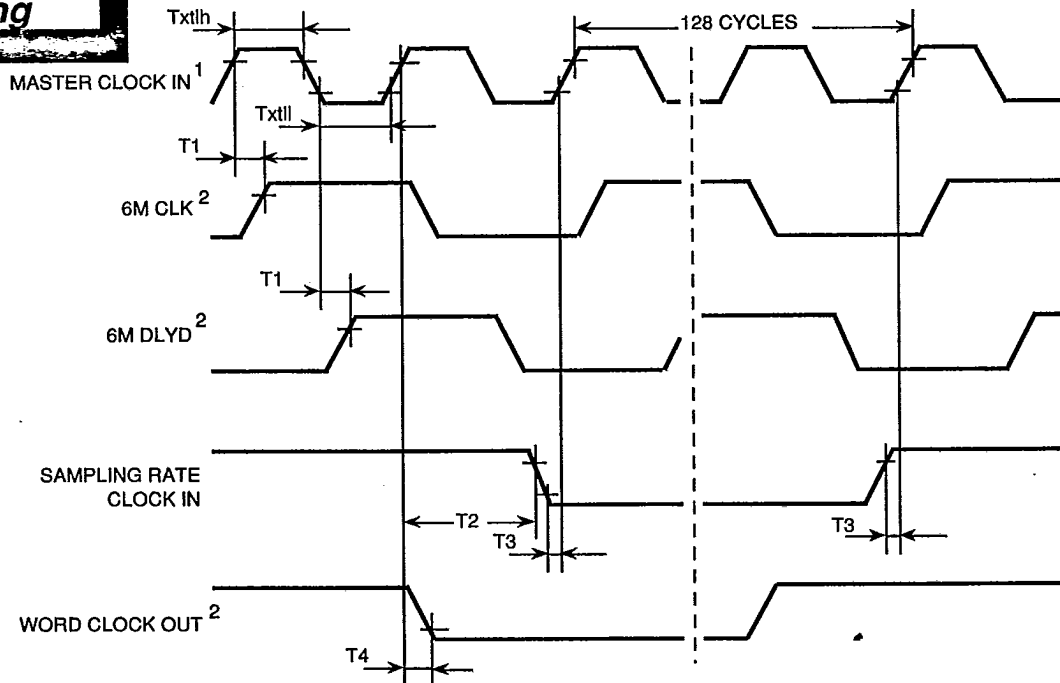 ng
Txtlh
128 CYCLES
MASTER CLOCK IN 1
Txtll
T1
6M CLK 2
T1
6M DLYD 2
SAMPLING RATE
CLOCK IN
T2
T3
T3
WORD CLOCK OUT 2
T4